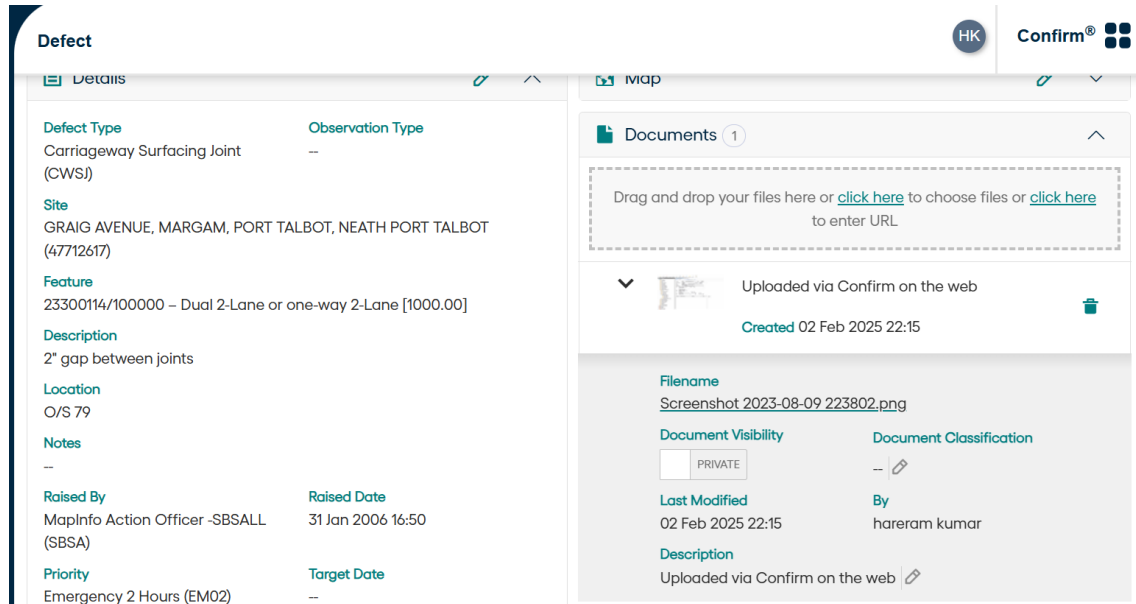 Defect
HK
Confirm®
Details
Map
Defect Type
Observation Type
Carriageway Surfacing Joint
(CWSJ)
--
Site
GRAIG AVENUE, MARGAM, PORT TALBOT, NEATH PORT TALBOT
(47712617)
Feature
23300114/100000 – Dual 2-Lane or one-way 2-Lane [1000.00]
Description
2" gap between joints
Location
O/S 79
Notes
--
Raised By
Raised Date
MapInfo Action Officer -SBSALL
(SBSA)
31 Jan 2006 16:50
Priority
Target Date
Emergency 2 Hours (EM02)
--
Documents 1
Drag and drop your files here or click here to choose files or click here
to enter URL
Uploaded via Confirm on the web
Created 02 Feb 2025 22:15
Filename
Screenshot 2023-08-09 223802.png
Document Visibility
Document Classification
PRIVATE
--
Last Modified
By
02 Feb 2025 22:15
hareram kumar
Description
Uploaded via Confirm on the web